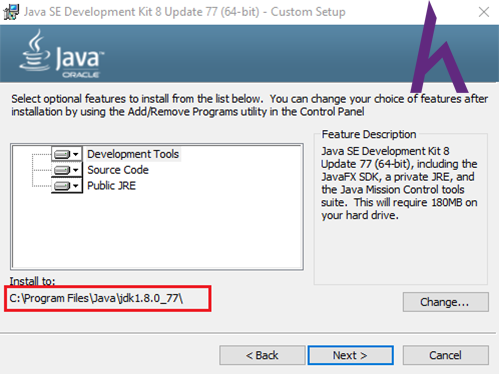 Java SE Development Kit 8 Update 77 (64-bit) - Custom Setup
Java
ORACLE
Select optional features to install from the list below. You can change your choice of features after
installation by using the Add/Remove Programs utility in the Control Panel
Development Tools
Source Code
Public JRE
Feature Description
Java SE Development Kit 8
Update 77 (64-bit), including the
JavaFX SDK, a private JRE, and
the Java Mission Control tools
suite. This will require 180MB on
your hard drive.
Install to:
C:\Program Files\Java\jdk1.8.0_77\
Change...
< Back
Next >
Cancel